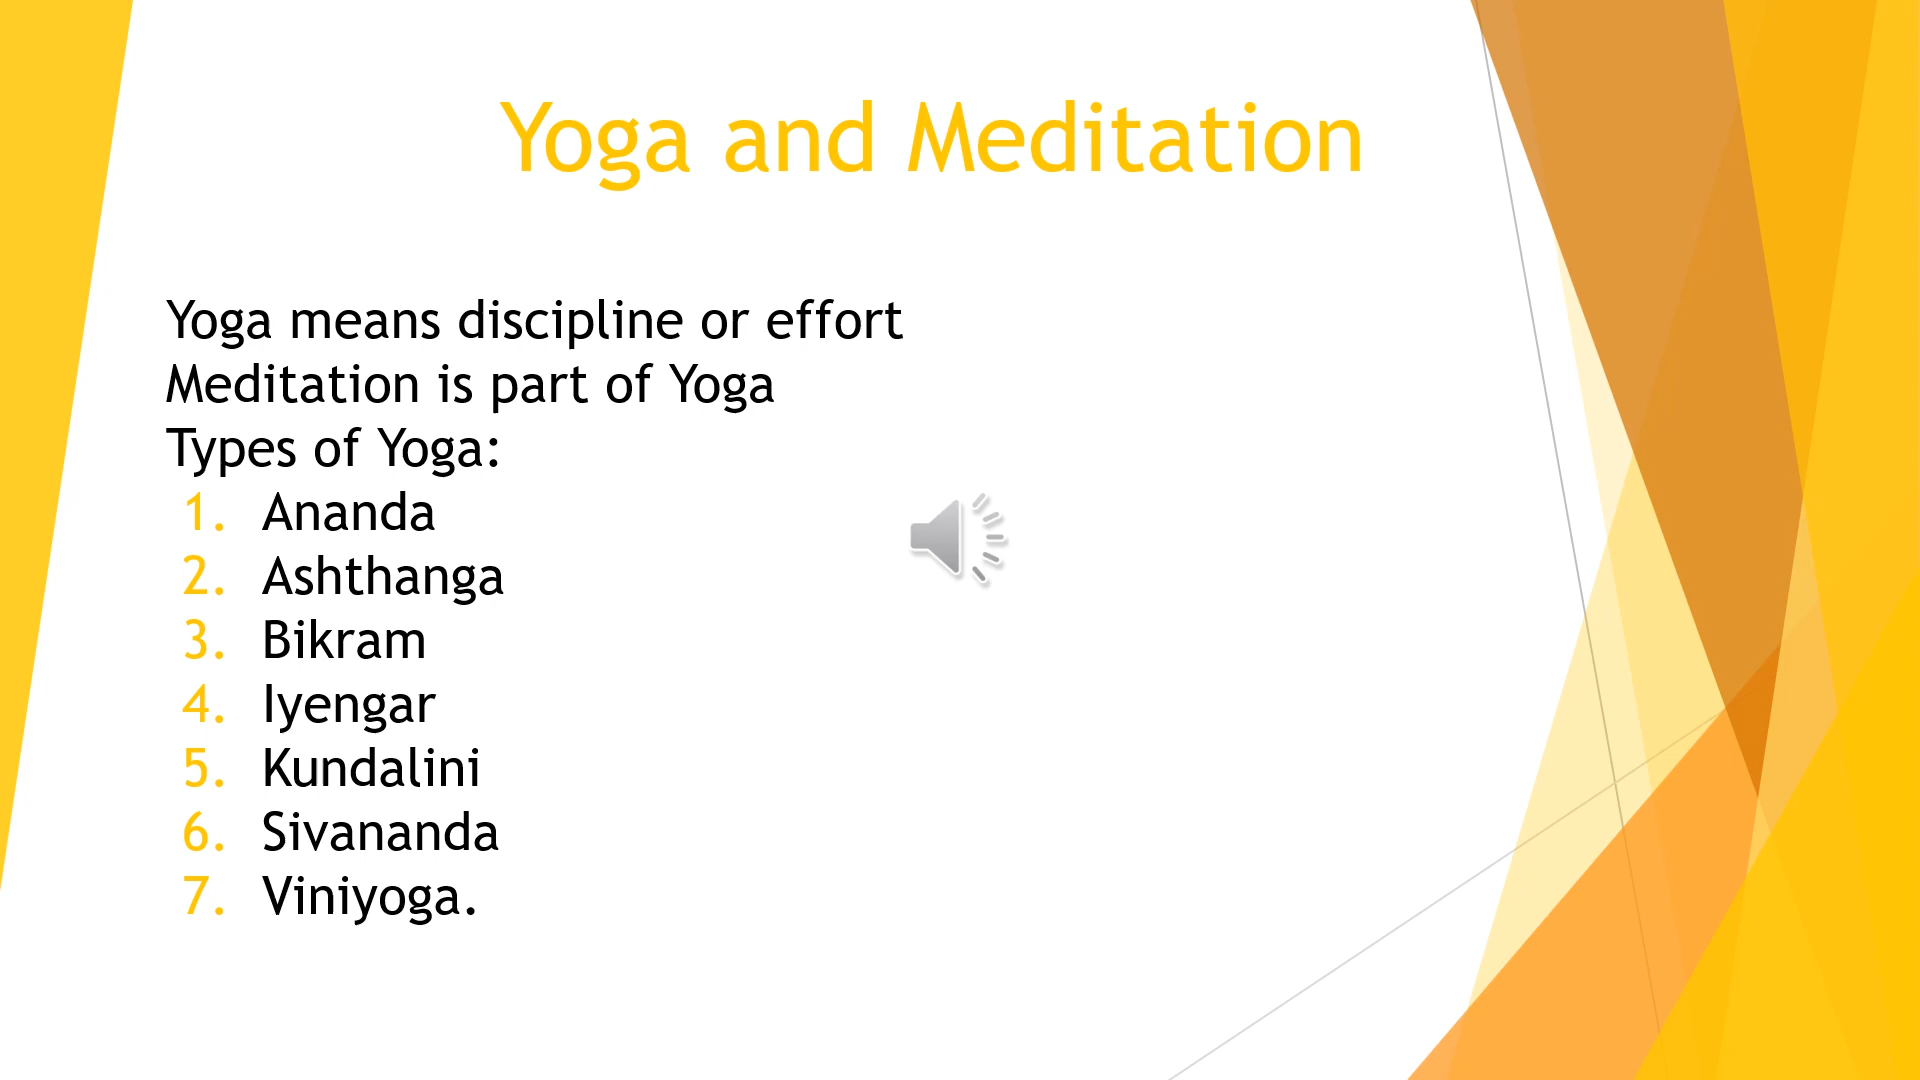 Yoga and Meditation
Yoga means discipline or effort
Meditation is part of Yoga
Types of Yoga:
1. Ananda
2. Ashthanga
3. Bikram
4. Iyengar
5. Kundalini
6. Sivananda
7. Viniyoga.